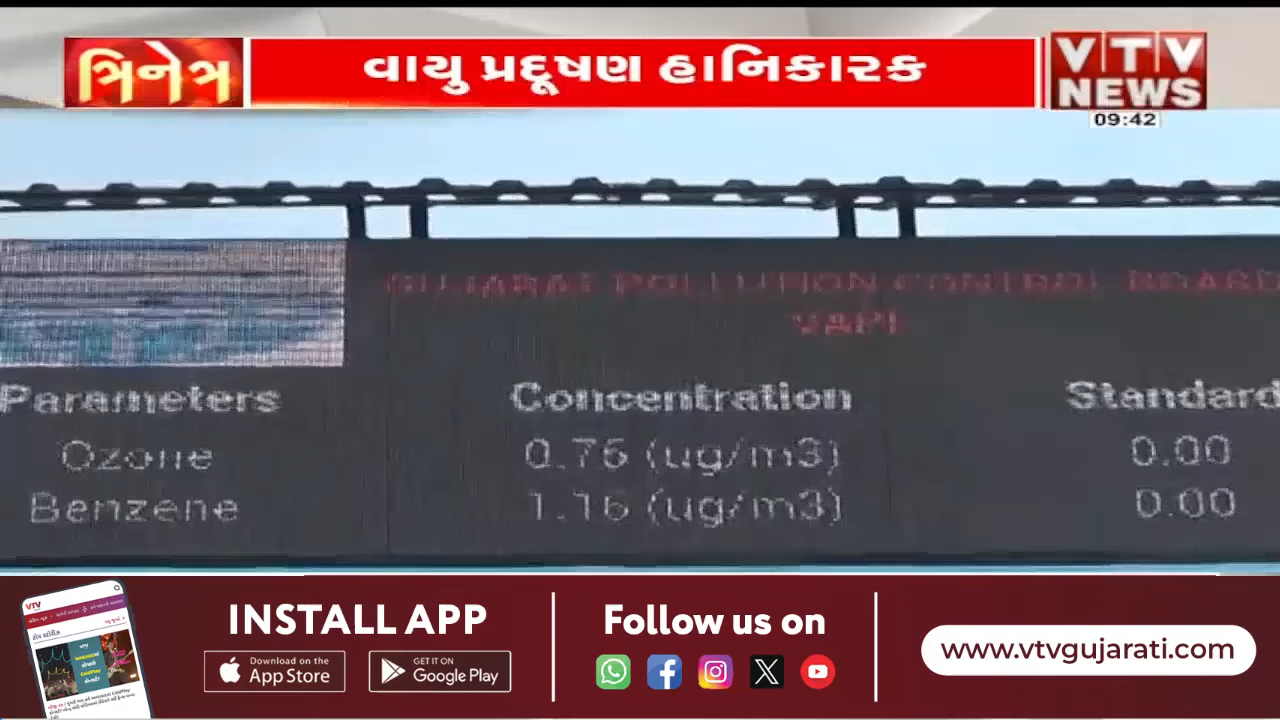 ત્રિનેત્ર
વાયુ પ્રદૂષણ હાનિકારક
VTV
NEWS
09:42
GUJARAT POLLUTION CONTROL BOARD
VAPI
Parameters Concentration Standard
Ozone 0.76 (ug/m3) 0.00
Benzene 1.16 (ug/m3) 0.00
VTV
INSTALL APP
Download on the
App Store
GET IT ON
Google Play
Follow us on
www.vtvgujarati.com